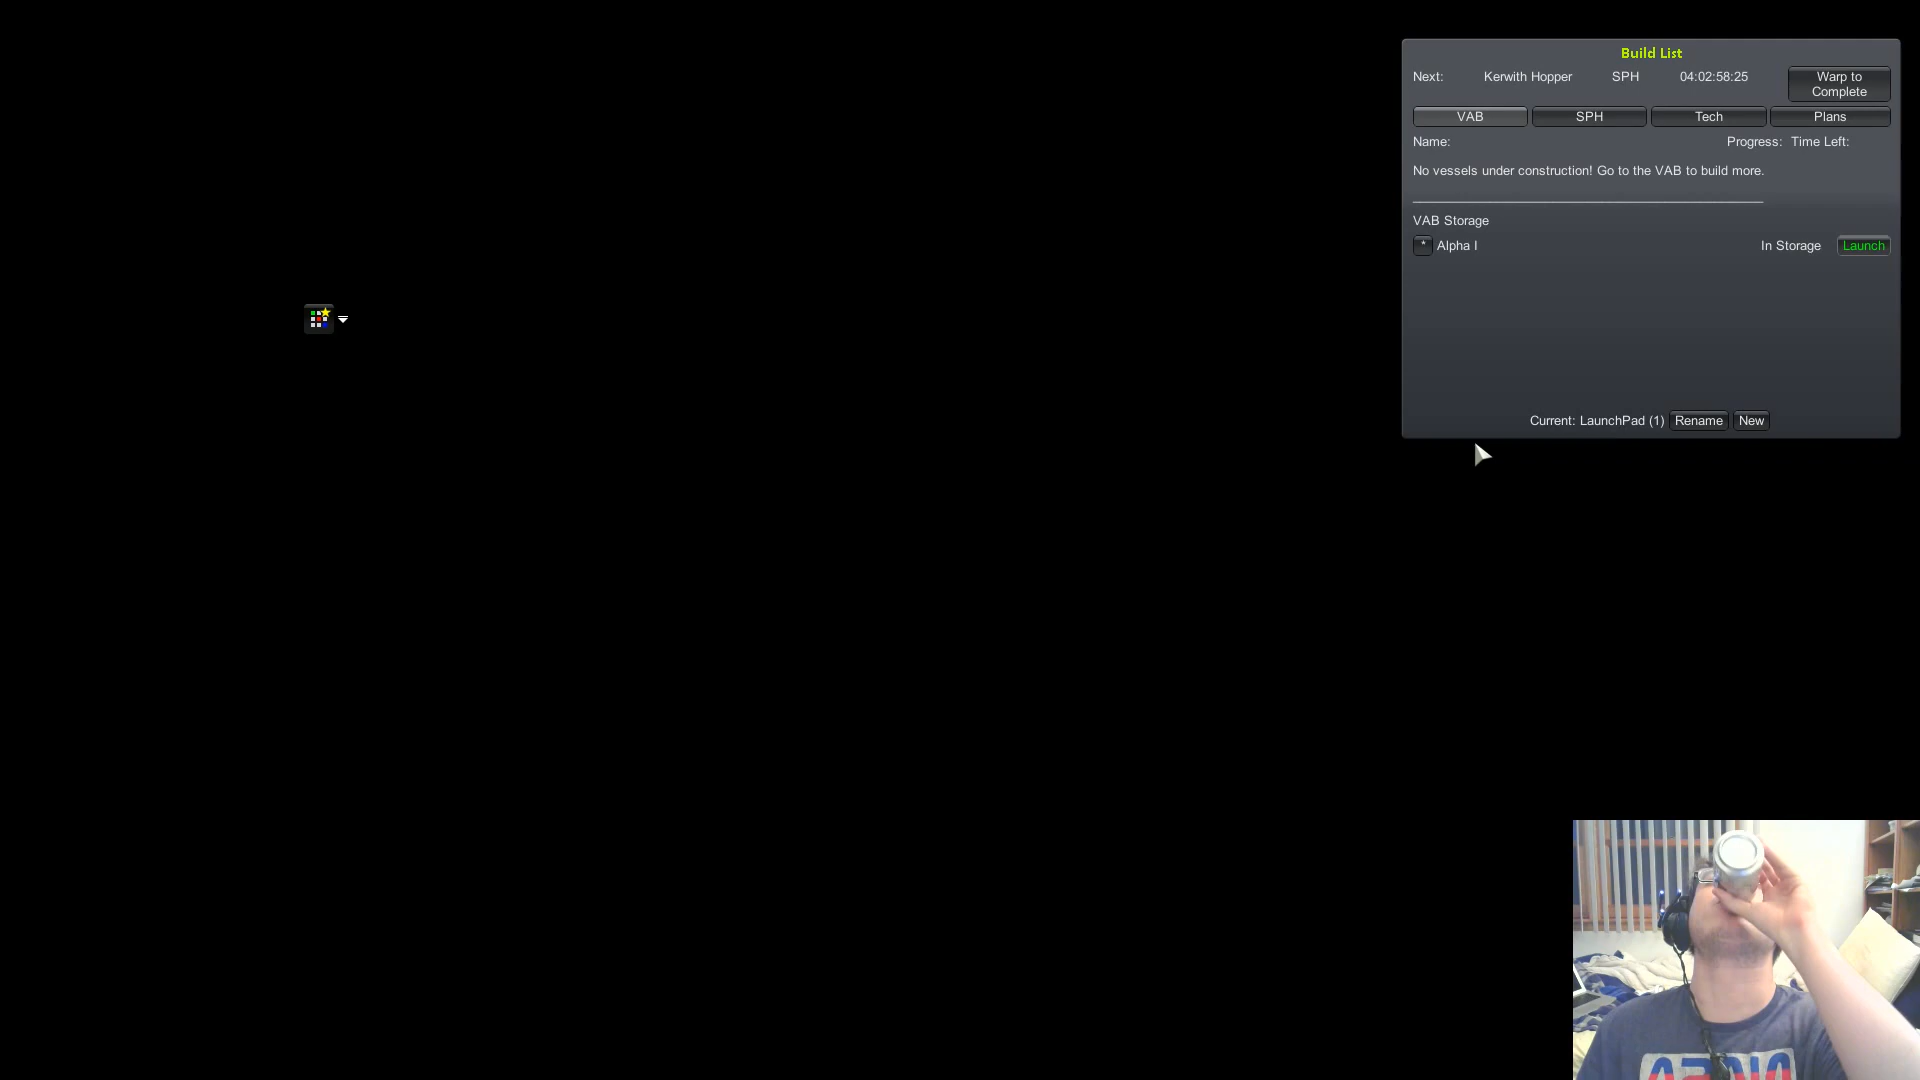 Build List
Next: Kerwith Hopper SPH 04:02:58:25 Warp to Complete
VAB SPH Tech Plans
Name: Progress: Time Left:
No vessels under construction! Go to the VAB to build more.
VAB Storage
* Alpha I In Storage Launch
Current: LaunchPad (1) Rename New